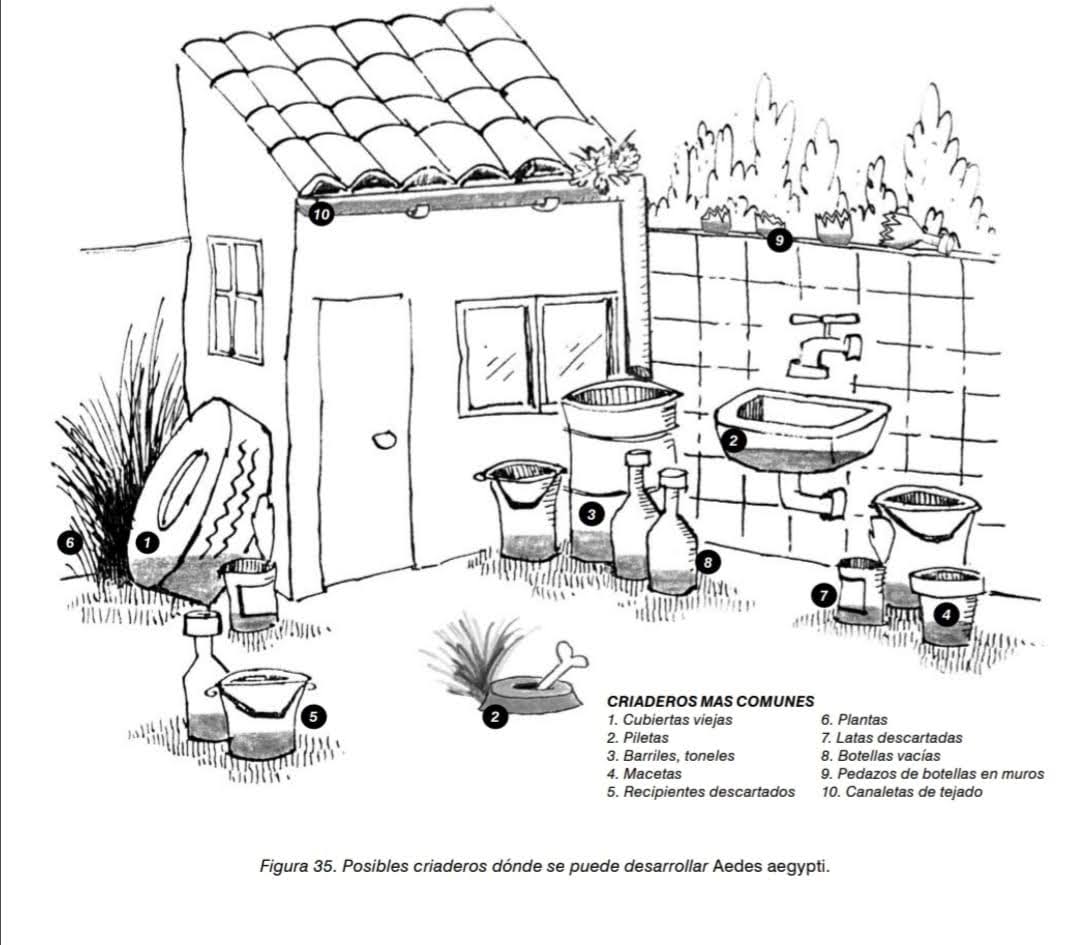 10
9
2
6
1
3
8
7
4
5
2
CRIADEROS MAS COMUNES
1. Cubiertas viejas
2. Piletas
3. Barriles, toneles
4. Macetas
5. Recipientes descartados
6. Plantas
7. Latas descartadas
8. Botellas vacías
9. Pedazos de botellas en muros
10. Canaletas de tejado
Figura 35. Posibles criaderos dónde se puede desarrollar Aedes aegypti.